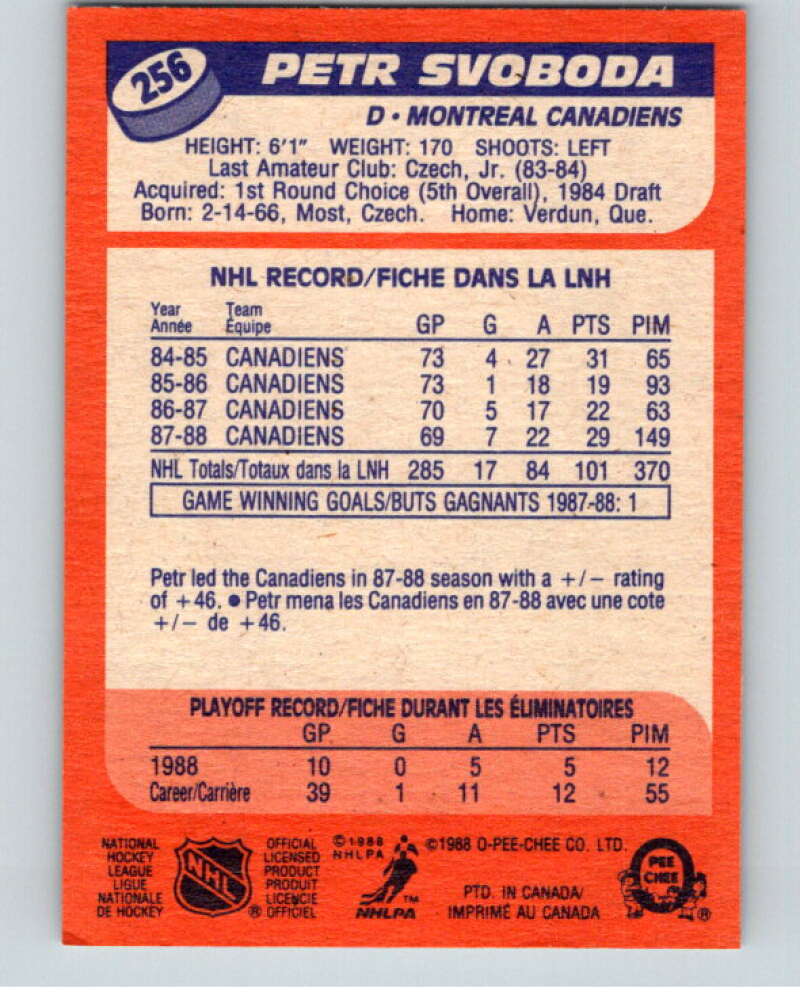 256
PETR SVOBODA
D • MONTREAL CANADIENS
HEIGHT: 6'1" WEIGHT: 170 SHOOTS: LEFT
Last Amateur Club: Czech, Jr. (83-84)
Acquired: 1st Round Choice (5th Overall), 1984 Draft
Born: 2-14-66, Most, Czech. Home: Verdun, Que.
NHL RECORD/FICHE DANS LA LNH
Year Team
Année Équipe GP G A PTS PIM
84-85 CANADIENS 73 4 27 31 65
85-86 CANADIENS 73 1 18 19 93
86-87 CANADIENS 70 5 17 22 63
87-88 CANADIENS 69 7 22 29 149
NHL Totals/Totaux dans la LNH 285 17 84 101 370
GAME WINNING GOALS/BUTS GAGNANTS 1987-88: 1
Petr led the Canadiens in 87-88 season with a +/− rating
of +46. ● Petr mena les Canadiens en 87-88 avec une cote
+/− de +46.
PLAYOFF RECORD/FICHE DURANT LES ÉLIMINATOIRES
GP G A PTS PIM
1988 10 0 5 5 12
Career/Carrière 39 1 11 12 55
NATIONAL
HOCKEY
LEAGUE
LIGUE
NATIONALE
DE HOCKEY
NHL
OFFICIAL
LICENSED
PRODUCT
PRODUIT
LICENCIE
® OFFICIEL
©1988
NHLPA
™
NHLPA
©1988 O-PEE-CHEE CO. LTD.
PTD. IN CANADA/
IMPRIMÉ AU CANADA
O
PEE
CHEE
®